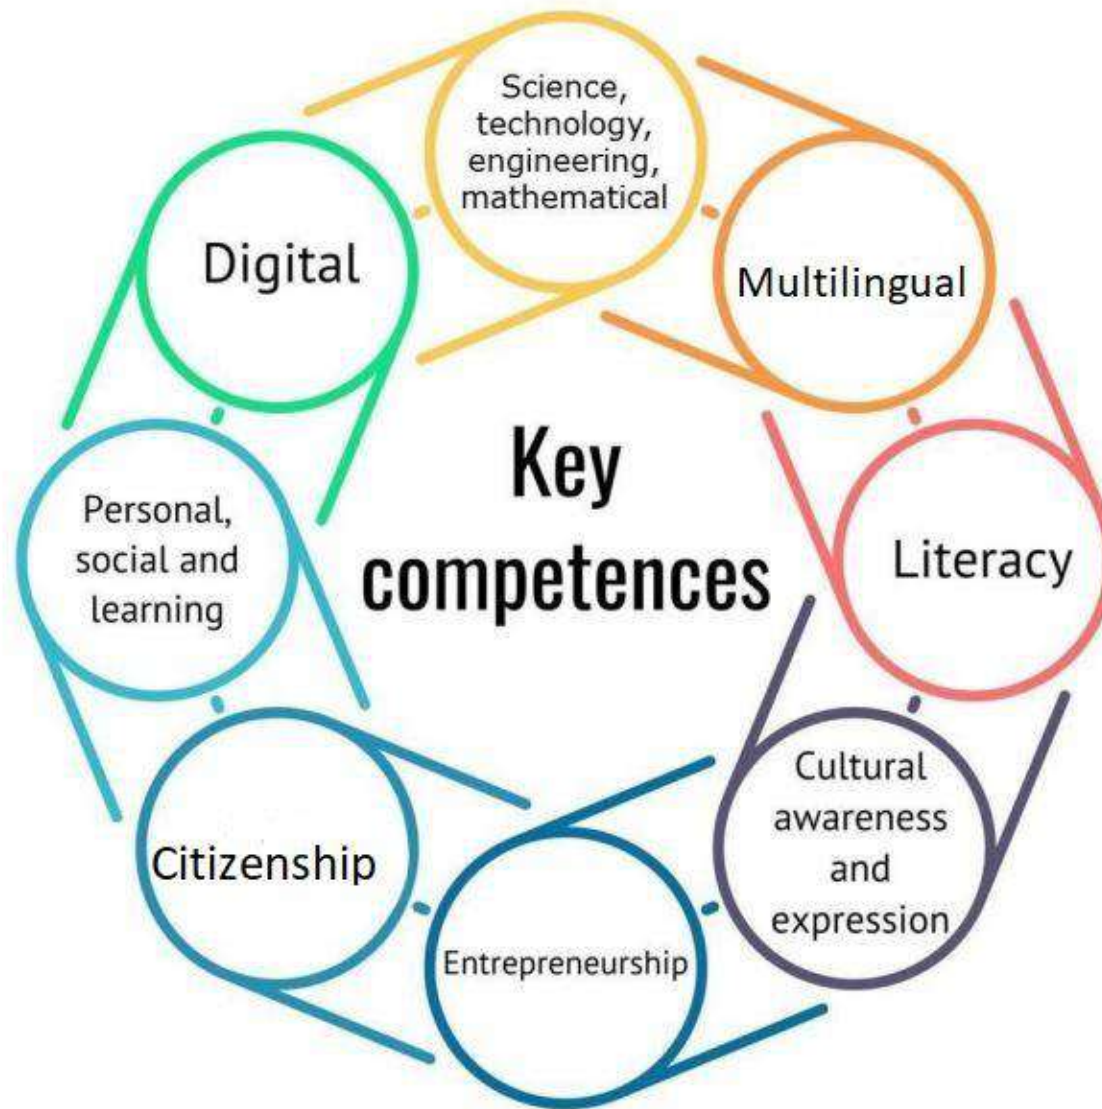 Science,
technology,
engineering,
mathematical
Multilingual
Literacy
Cultural
awareness
and
expression
Entrepreneurship
Citizenship
Personal,
social and
learning
Digital
Key
competences